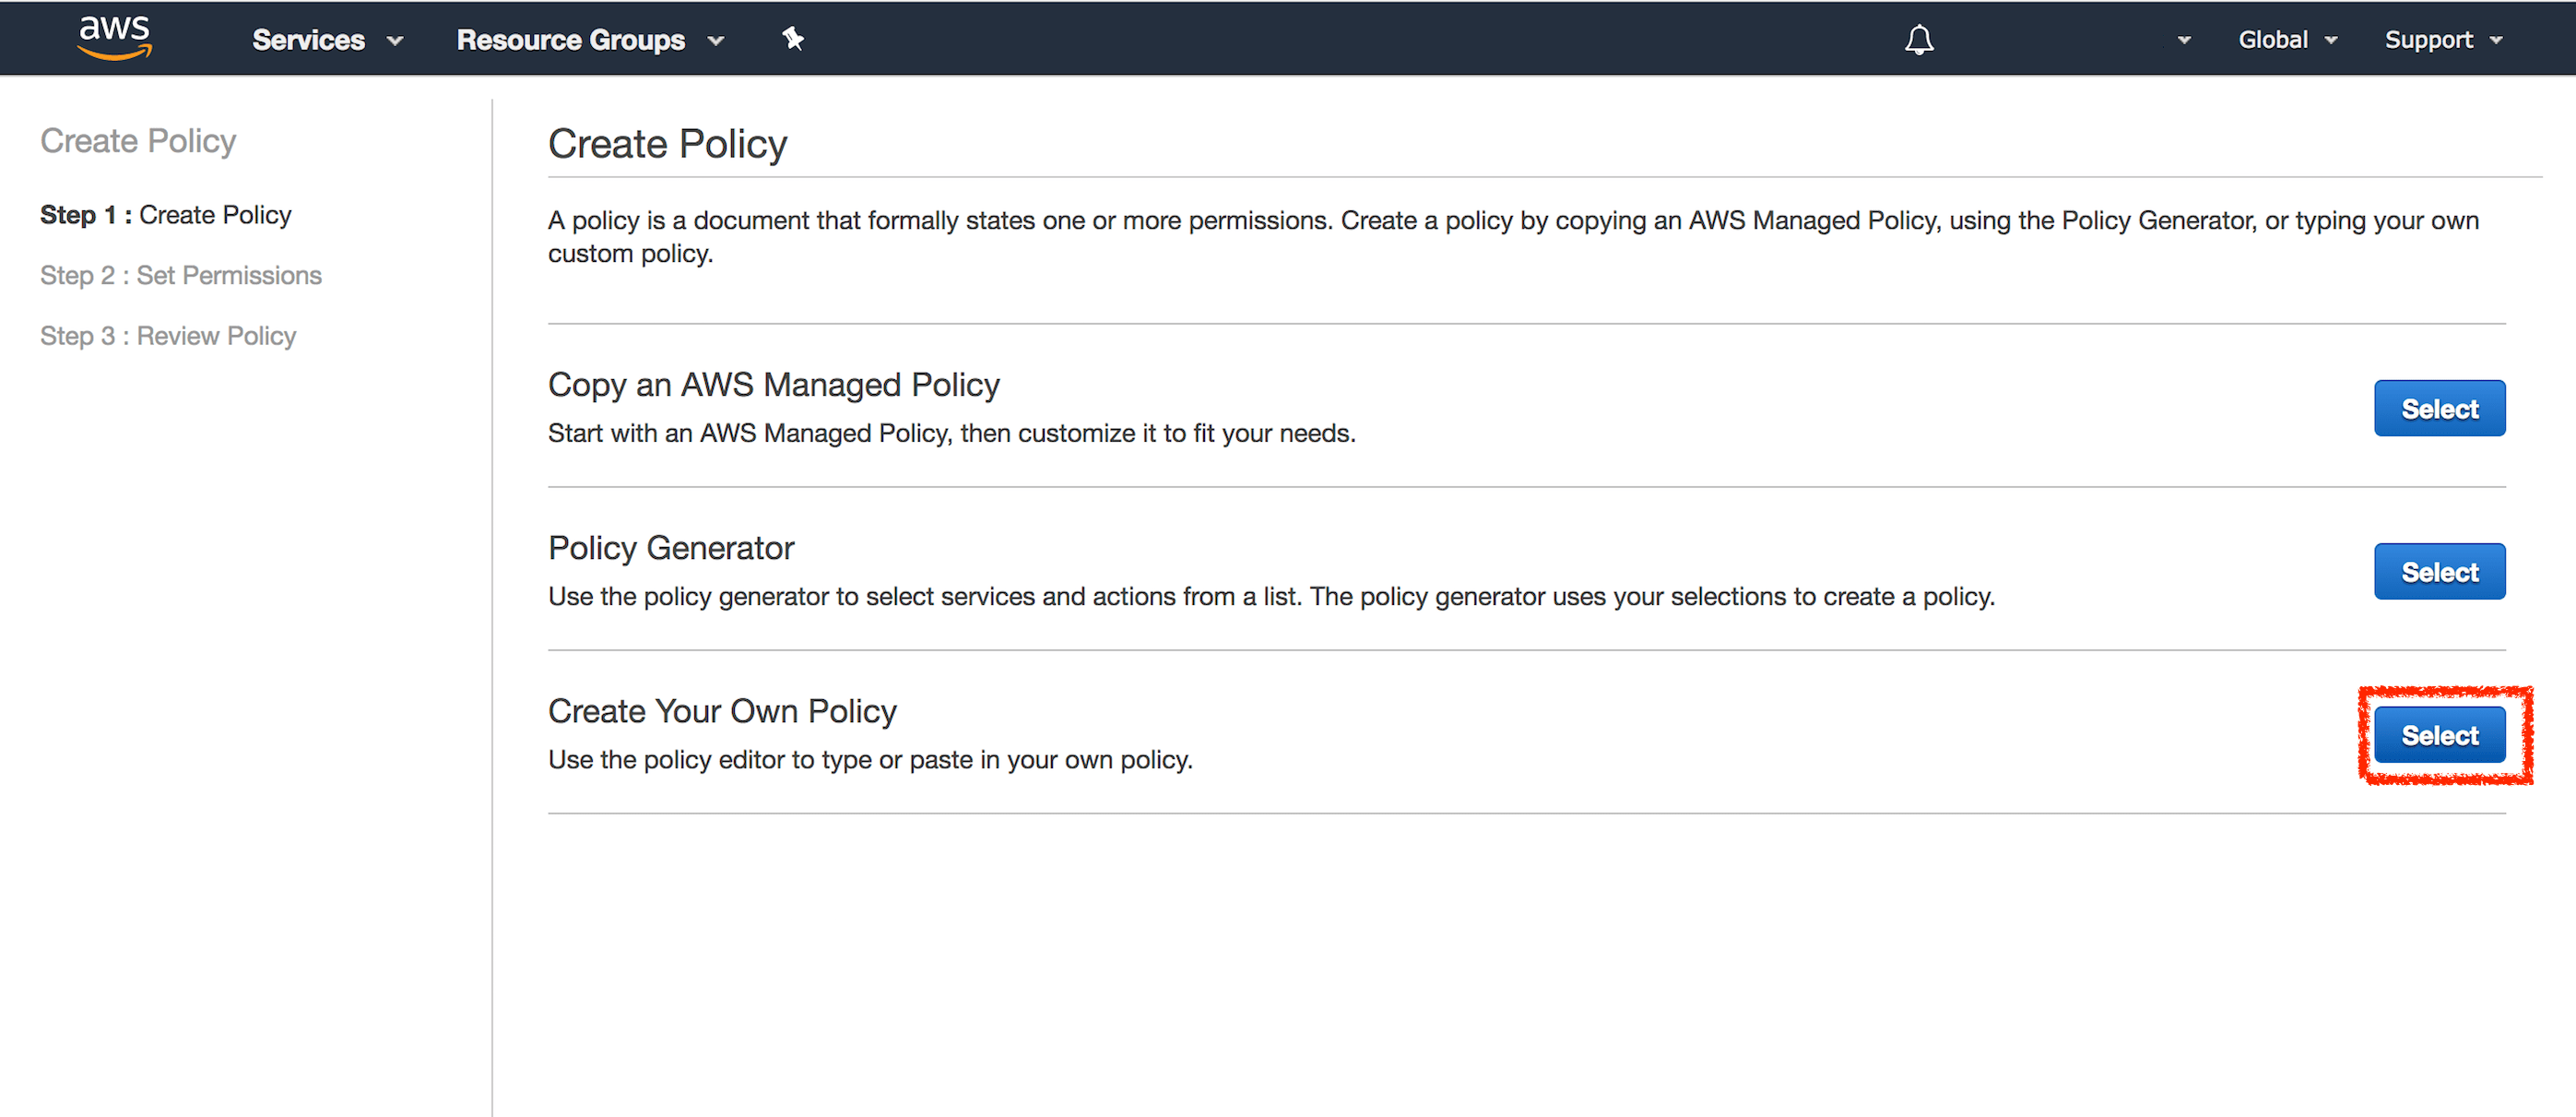 aws Services Resource Groups Global Support
Create Policy
Step 1 : Create Policy
Step 2 : Set Permissions
Step 3 : Review Policy
Create Policy
A policy is a document that formally states one or more permissions. Create a policy by copying an AWS Managed Policy, using the Policy Generator, or typing your own
custom policy.
Copy an AWS Managed Policy
Start with an AWS Managed Policy, then customize it to fit your needs.
Select
Policy Generator
Use the policy generator to select services and actions from a list. The policy generator uses your selections to create a policy.
Select
Create Your Own Policy
Use the policy editor to type or paste in your own policy.
Select